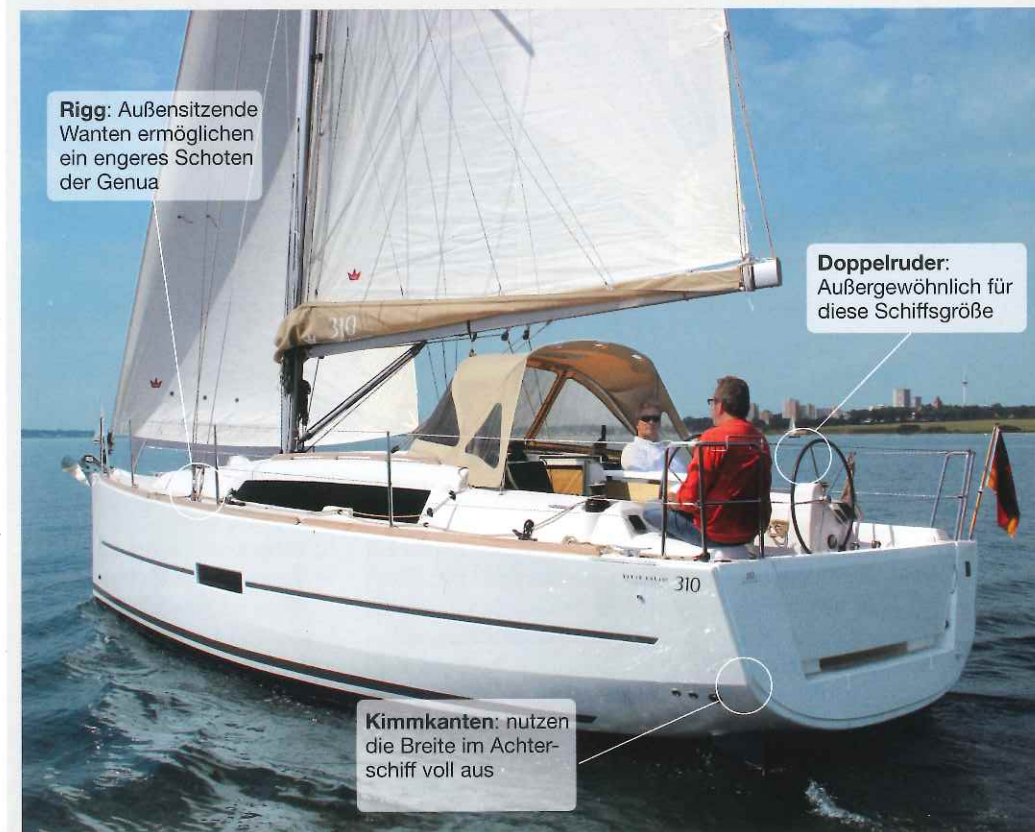 Rigg: Außensitzende
Wanten ermöglichen
ein engeres Schoten
der Genua
Doppelruder:
Außergewöhnlich für
diese Schiffsgröße
310
310
Kimmkanten: nutzen
die Breite im Achter-
schiff voll aus